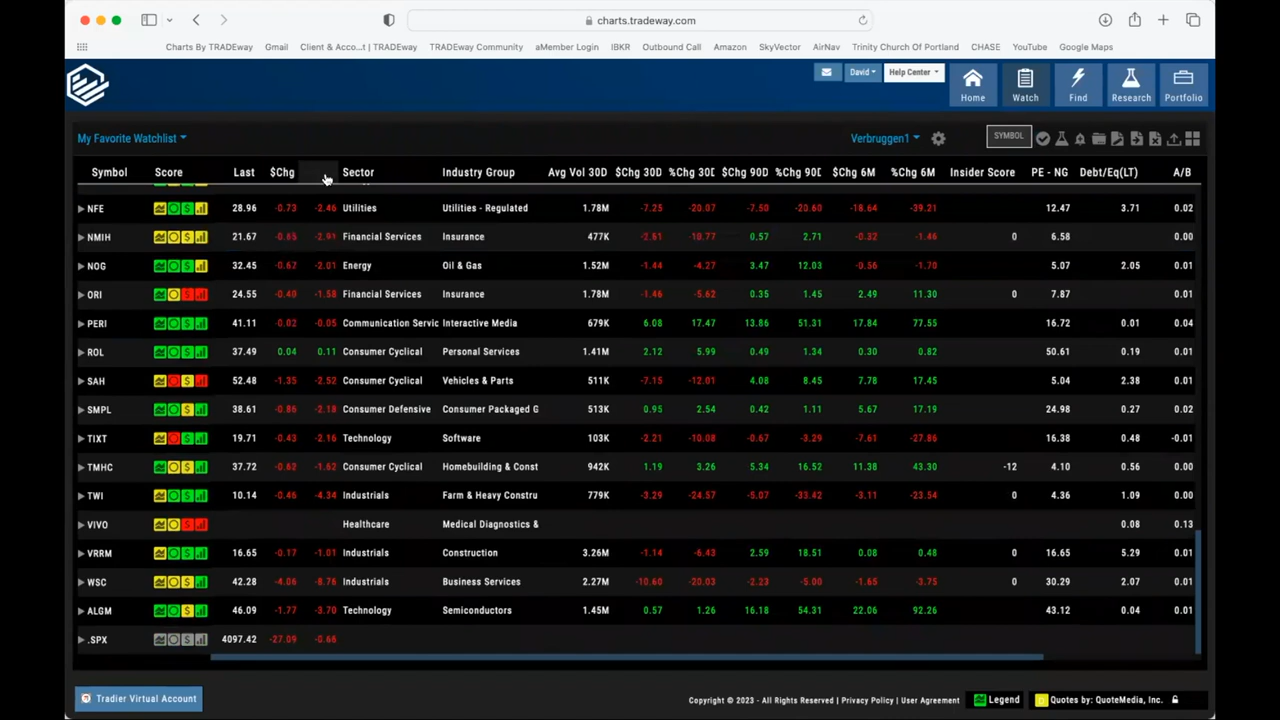 charts.tradeway.com
Charts By TRADEway Gmail Client & Acco...t | TRADEway TRADEway Community aMember Login IBKR Outbound Call Amazon SkyVector AirNav Trinity Church Of Portland CHASE YouTube Google Maps
David Help Center Home Watch Find Research Portfolio
My Favorite Watchlist Verbruggen1 SYMBOL
Symbol Score Last $Chg Sector Industry Group Avg Vol 30D $Chg 30D %Chg 30D $Chg 90D %Chg 90D $Chg 6M %Chg 6M Insider Score PE - NG Debt/Eq(LT) A/B
NFE 28.96 -0.73 -2.46 Utilities Utilities - Regulated 1.78M -7.25 -20.07 -7.50 -20.60 -18.64 -39.21 12.47 3.71 0.02
NMIH 21.67 -0.65 -2.91 Financial Services Insurance 477K -2.61 -10.77 0.57 2.71 -0.32 -1.46 0 6.58 0.00
NOG 32.45 -0.62 -2.01 Energy Oil & Gas 1.52M -1.44 -4.27 3.47 12.03 -0.56 -1.70 5.07 2.05 0.01
ORI 24.55 -0.40 -1.58 Financial Services Insurance 1.78M -1.46 -5.62 0.35 1.45 2.49 11.30 0 7.87 0.01
PERI 41.11 -0.02 -0.05 Communication Servic Interactive Media 679K 6.08 17.47 13.86 51.31 17.84 77.55 16.72 0.01 0.04
ROL 37.49 0.04 0.11 Consumer Cyclical Personal Services 1.41M 2.12 5.99 0.49 1.34 0.30 0.82 50.61 0.19 0.01
SAH 52.48 -1.35 -2.52 Consumer Cyclical Vehicles & Parts 511K -7.15 -12.01 4.08 8.45 7.78 17.45 5.04 2.38 0.01
SMPL 38.61 -0.86 -2.18 Consumer Defensive Consumer Packaged G 513K 0.95 2.54 0.42 1.11 5.67 17.19 24.98 0.27 0.02
TIXT 19.71 -0.43 -2.16 Technology Software 103K -2.21 -10.08 -0.67 -3.29 -7.61 -27.86 16.38 0.48 -0.01
TMHC 37.72 -0.62 -1.62 Consumer Cyclical Homebuilding & Const 942K 1.19 3.26 5.34 16.52 11.38 43.30 -12 4.10 0.56 0.00
TWI 10.14 -0.46 -4.34 Industrials Farm & Heavy Constru 779K -3.29 -24.57 -5.07 -33.42 -3.11 -23.54 0 4.36 1.09 0.00
VIVO Healthcare Medical Diagnostics & 0.08 0.13
VRRM 16.65 -0.17 -1.01 Industrials Construction 3.26M -1.14 -6.43 2.59 18.51 0.08 0.48 0 16.65 5.29 0.01
WSC 42.28 -4.06 -8.76 Industrials Business Services 2.27M -10.60 -20.03 -2.23 -5.00 -1.65 -3.75 0 30.29 2.07 0.01
ALGM 46.09 -1.77 -3.70 Technology Semiconductors 1.45M 0.57 1.26 16.18 54.31 22.06 92.26 43.12 0.04 0.01
.SPX 4097.42 -27.09 -0.66
Tradier Virtual Account Copyright © 2023 - All Rights Reserved | Privacy Policy | User Agreement Legend Quotes by: QuoteMedia, Inc.